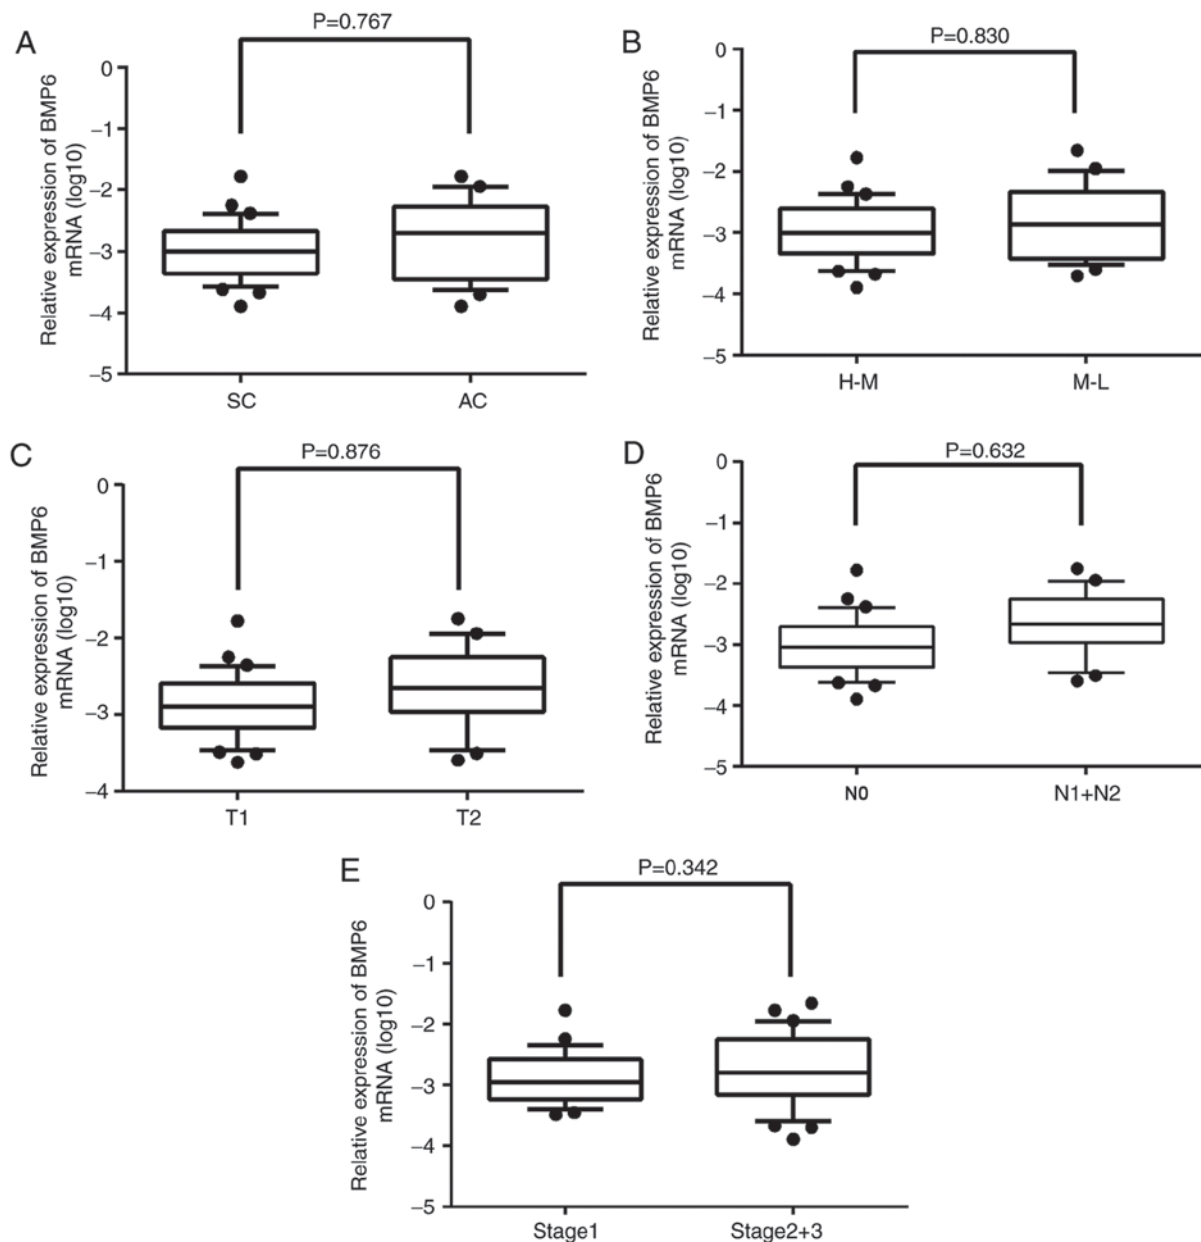 A
P=0.767
Relative expression of BMP6
mRNA (log10)
0
−1
−2
−3
−4
−5
SC
AC
B
P=0.830
Relative expression of BMP6
mRNA (log10)
0
−1
−2
−3
−4
−5
H-M
M-L
C
P=0.876
Relative expression of BMP6
mRNA (log10)
0
−1
−2
−3
−4
T1
T2
D
P=0.632
Relative expression of BMP6
mRNA (log10)
0
−1
−2
−3
−4
−5
N0
N1+N2
E
P=0.342
Relative expression of BMP6
mRNA (log10)
0
−1
−2
−3
−4
−5
Stage1
Stage2+3